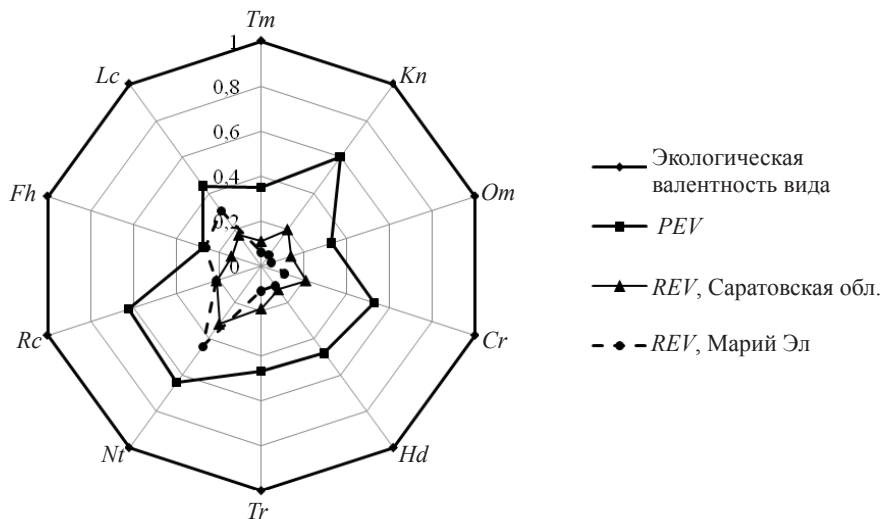 Tm
1
Lc
Kn
0,8
0,6
0,4
Fh
Om
0,2
0
Rc
Cr
Nt
Hd
Tr
Экологическая
валентность вида
PEV
REV, Саратовская обл.
REV, Марий Эл